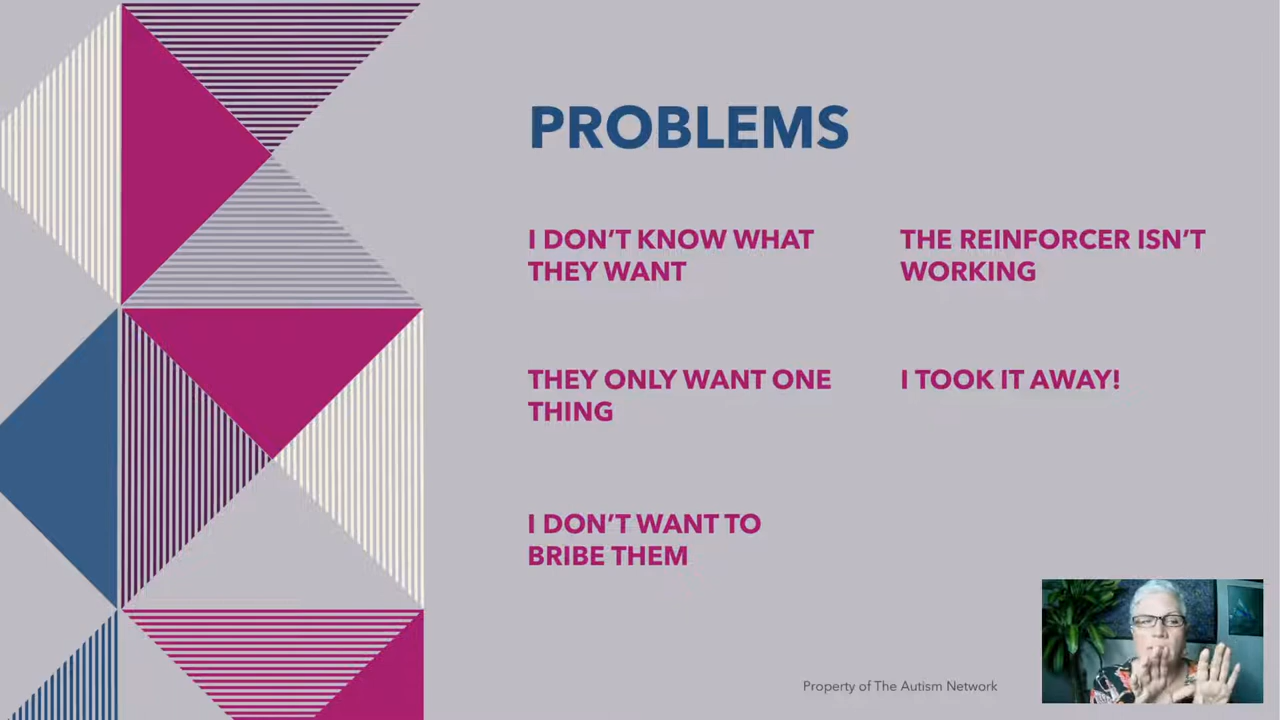 PROBLEMS
I DON’T KNOW WHAT
THEY WANT
THEY ONLY WANT ONE
THING
I DON’T WANT TO
BRIBE THEM
THE REINFORCER ISN’T
WORKING
I TOOK IT AWAY!
Property of The Autism Network